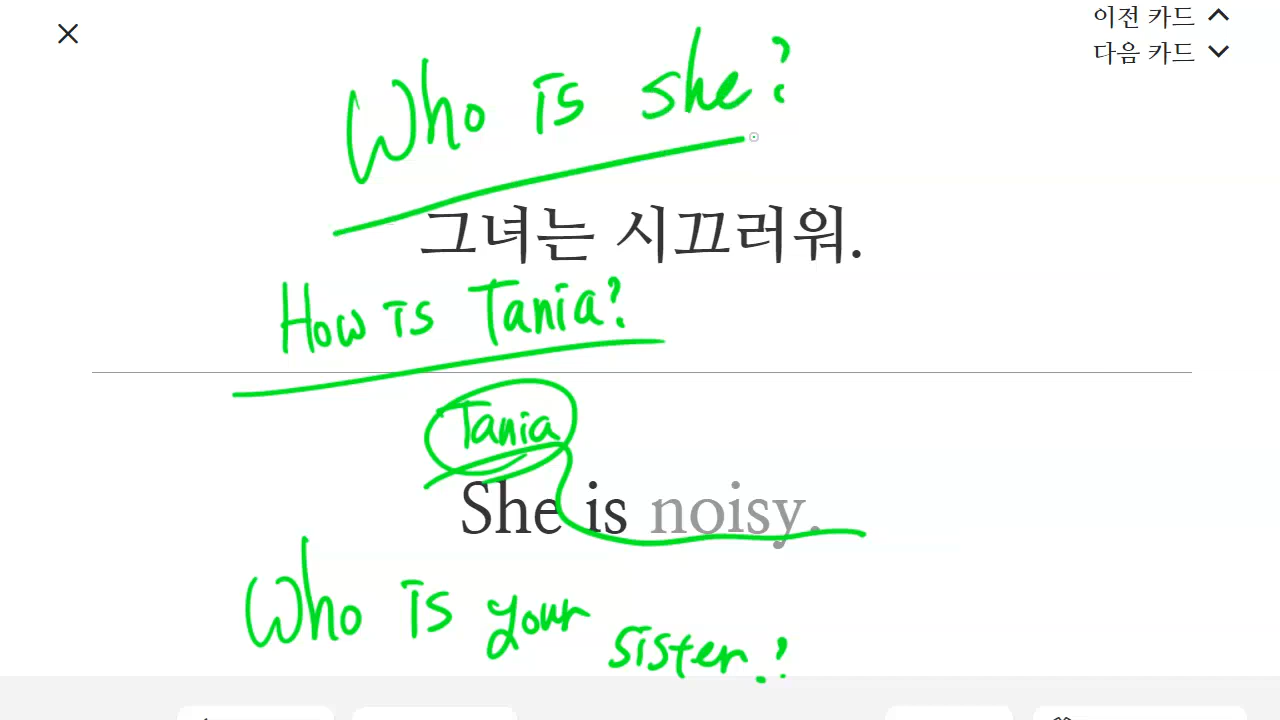 이전 카드
다음 카드
Who is she?
그녀는 시끄러워.
How is Tania?
Tania
She is noisy.
Who is your sister?